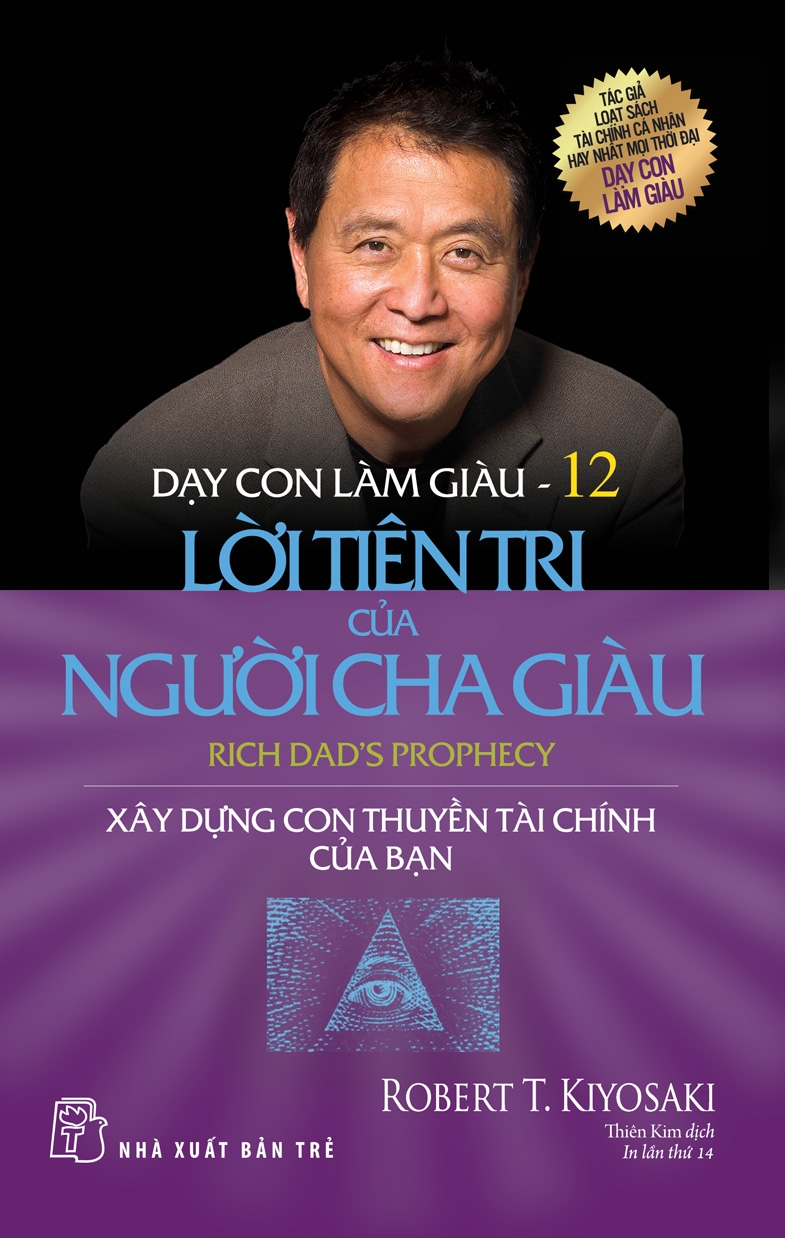 TÁC GIẢ
LOẠT SÁCH
TÀI CHÍNH CÁ NHÂN
HAY NHẤT MỌI THỜI ĐẠI
DẠY CON
LÀM GIÀU
DẠY CON LÀM GIÀU - 12
LỜI TIÊN TRI
CỦA
NGƯỜI CHA GIÀU
RICH DAD'S PROPHECY
XÂY DỰNG CON THUYỀN TÀI CHÍNH
CỦA BẠN
ROBERT T. KIYOSAKI
Thiên Kim dịch
In lần thứ 14
T
NHÀ XUẤT BẢN TRẺ